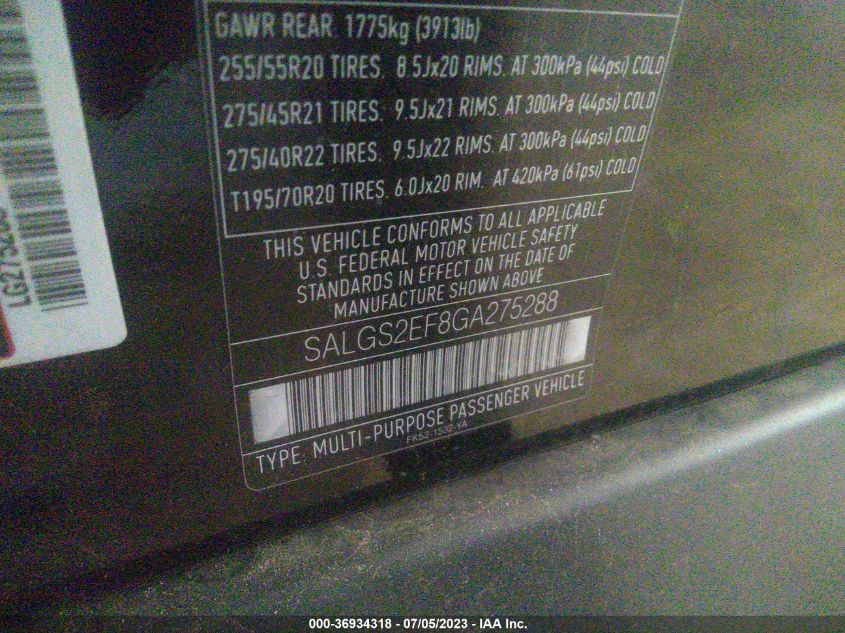 GAWR REAR: 1775kg (3913lb)
255/55R20 TIRES. 8.5Jx20 RIMS. AT 300kPa (44psi) COLD
275/45R21 TIRES. 9.5Jx21 RIMS. AT 300kPa (44psi) COLD
275/40R22 TIRES. 9.5Jx22 RIMS. AT 300kPa (44psi) COLD
T195/70R20 TIRES. 6.0Jx20 RIM. AT 420kPa (61psi) COLD
THIS VEHICLE CONFORMS TO ALL APPLICABLE
U.S. FEDERAL MOTOR VEHICLE SAFETY
STANDARDS IN EFFECT ON THE DATE OF
MANUFACTURE SHOWN ABOVE
SALGS2EF8GA275288
TYPE: MULTI-PURPOSE PASSENGER VEHICLE
FK52-1532-YA
000-36934318 - 07/05/2023 - IAA Inc.